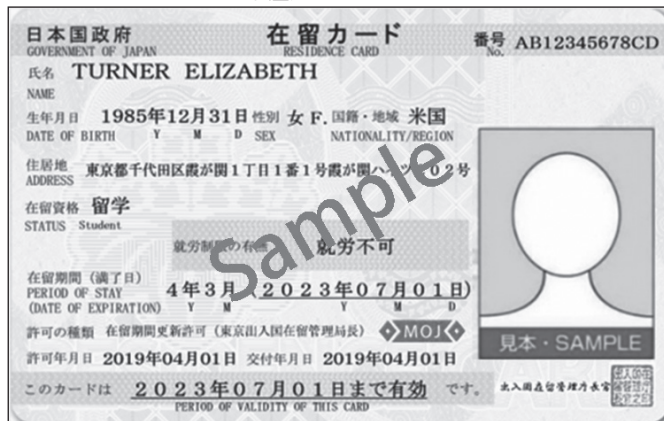 日本国政府 在留カード 番号 AB12345678CD
GOVERNMENT OF JAPAN RESIDENCE CARD No.
氏名 TURNER ELIZABETH
NAME
生年月日 1985年12月31日 性別 女 F. 国籍・地域 米国
DATE OF BIRTH Y M D SEX NATIONALITY/REGION
住居地 東京都千代田区霞が関1丁目1番1号霞が関ハイツ 02号
ADDRESS
在留資格 留学
STATUS Student
就労制限の有無 就労不可
在留期間(満了日) 4年3月 (2023年07月01日)
PERIOD OF STAY
(DATE OF EXPIRATION) Y M Y M D
許可の種類 在留期間更新許可(東京出入国在留管理局長) MOJ
見本・SAMPLE
許可年月日 2019年04月01日 交付年月日 2019年04月01日
このカードは 2023年07月01日まで有効 です。 出入国在留管理庁長官
PERIOD OF VALIDITY OF THIS CARD
Sample